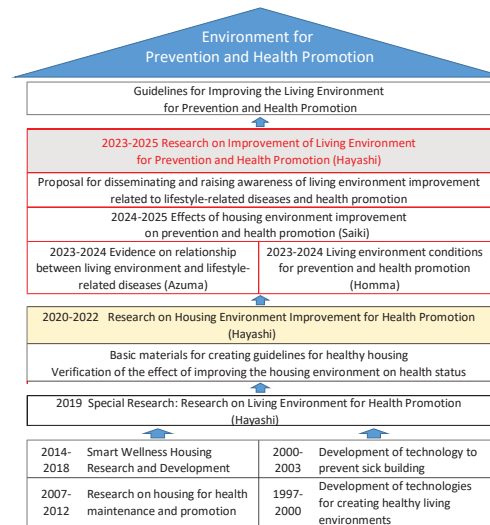 Environment for
Prevention and Health Promotion
Guidelines for Improving the Living Environment
for Prevention and Health Promotion
2023-2025 Research on Improvement of Living Environment
for Prevention and Health Promotion (Hayashi)
Proposal for disseminating and raising awareness of living environment improvement
related to lifestyle-related diseases and health promotion
2024-2025 Effects of housing environment improvement
on prevention and health promotion (Saiki)
2023-2024 Evidence on relationship
between living environment and lifestyle-
related diseases (Azuma)
2023-2024 Living environment conditions
for prevention and health promotion
(Homma)
2020-2022 Research on Housing Environment Improvement for Health Promotion
(Hayashi)
Basic materials for creating guidelines for healthy housing
Verification of the effect of improving the housing environment on health status
2019 Special Research: Research on Living Environment for Health Promotion
(Hayashi)
2014-
2018
Smart Wellness Housing
Research and Development
2000-
2003
Development of technology to
prevent sick building
2007-
2012
Research on housing for health
maintenance and promotion
1997-
2000
Development of technologies
for creating healthy living
environments